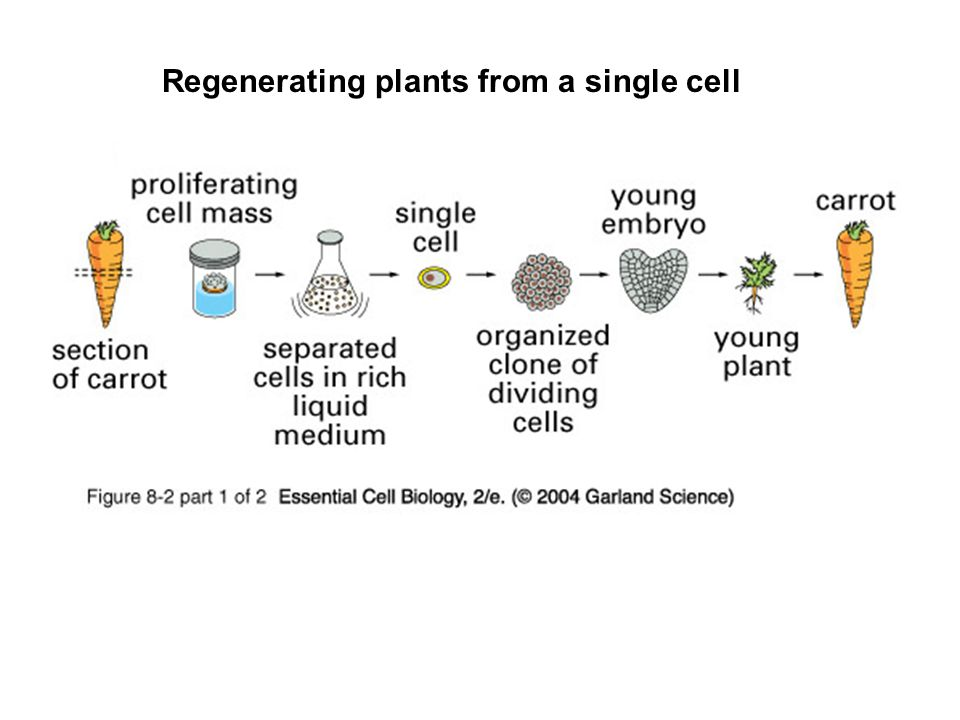 Regenerating plants from a single cell
proliferating
cell mass
single
cell
young
embryo
carrot
section
of carrot
separated
cells in rich
liquid
medium
organized
clone of
dividing
cells
young
plant
Figure 8-2 part 1 of 2 Essential Cell Biology, 2/e. (© 2004 Garland Science)